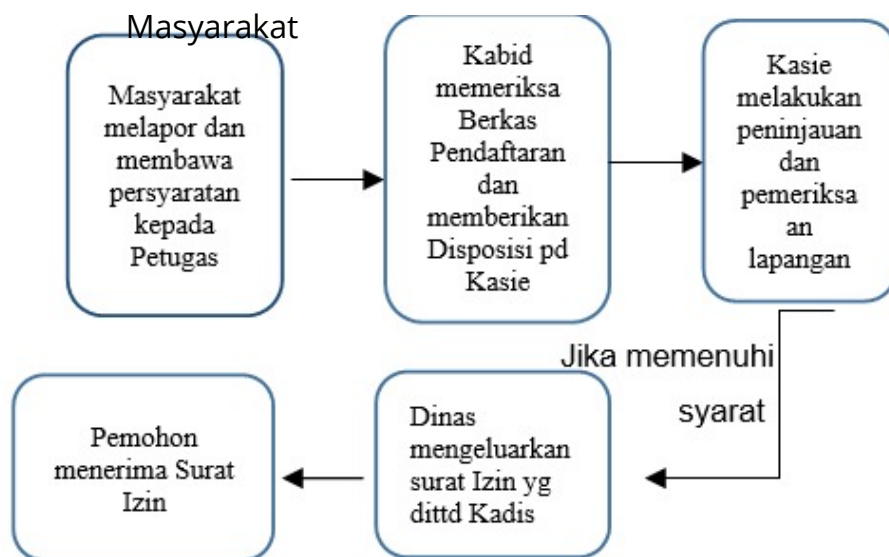 Masyarakat
Masyarakat
melapor dan
membawa
persyaratan
kepada
Petugas
Kabid
memeriksa
Berkas
Pendaftaran
dan
memberikan
Disposisi pd
Kasie
Kasie
melakukan
peninjauan
dan
pemeriksa
an
lapangan
Jika memenuhi
syarat
Dinas
mengeluarkan
surat Izin yg
dittd Kadis
Pemohon
menerima Surat
Izin